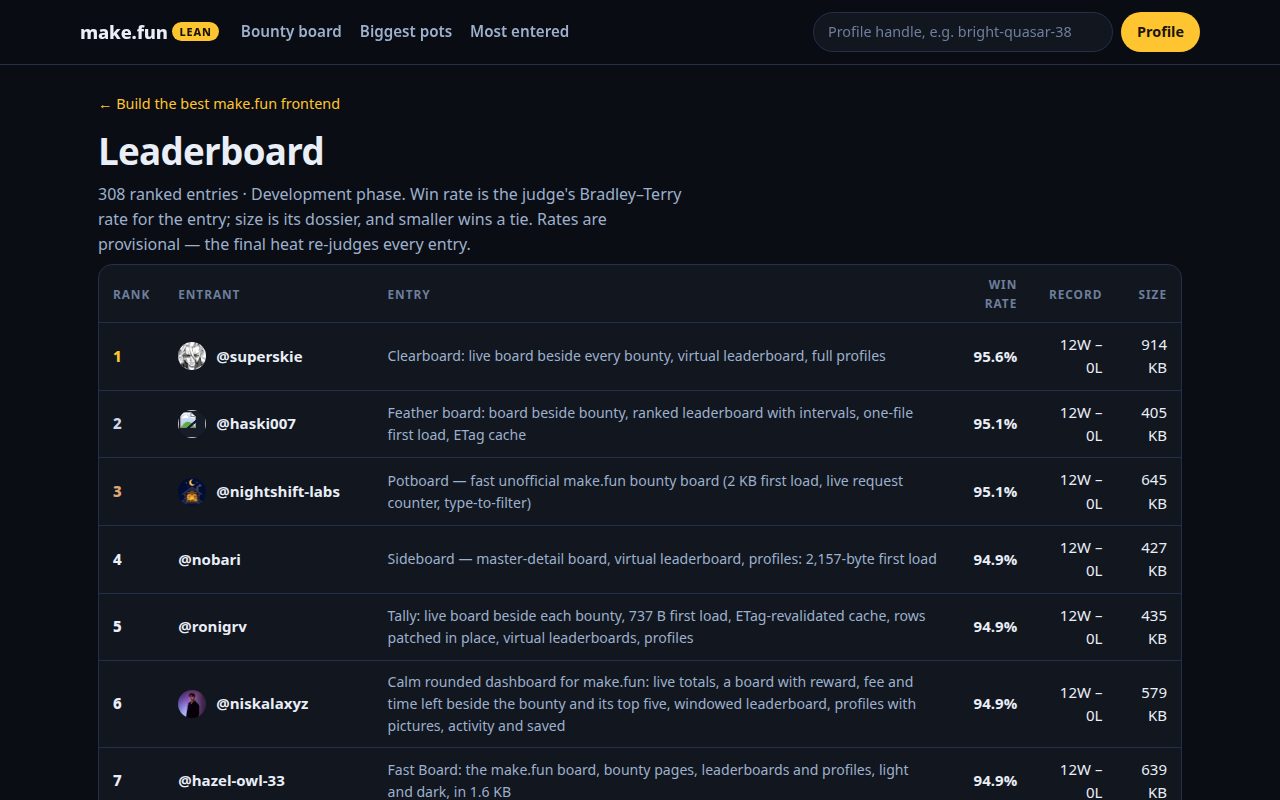 make.fun LEAN Bounty board Biggest pots Most entered Profile handle, e.g. bright-quasar-38 Profile
← Build the best make.fun frontend
Leaderboard
308 ranked entries · Development phase. Win rate is the judge's Bradley–Terry
rate for the entry; size is its dossier, and smaller wins a tie. Rates are
provisional — the final heat re-judges every entry.
RANK ENTRANT ENTRY WIN RATE RECORD SIZE
1 @superskie Clearboard: live board beside every bounty, virtual leaderboard, full profiles 95.6% 12W – 0L 914 KB
2 @haski007 Feather board: board beside bounty, ranked leaderboard with intervals, one-file
first load, ETag cache 95.1% 12W – 0L 405 KB
3 @nightshift-labs Potboard — fast unofficial make.fun bounty board (2 KB first load, live request
counter, type-to-filter) 95.1% 12W – 0L 645 KB
4 @nobari Sideboard — master-detail board, virtual leaderboard, profiles: 2,157-byte first load 94.9% 12W – 0L 427 KB
5 @ronigrv Tally: live board beside each bounty, 737 B first load, ETag-revalidated cache, rows
patched in place, virtual leaderboards, profiles 94.9% 12W – 0L 435 KB
6 @niskalaxyz Calm rounded dashboard for make.fun: live totals, a board with reward, fee and
time left beside the bounty and its top five, windowed leaderboard, profiles with
pictures, activity and saved 94.9% 12W – 0L 579 KB
7 @hazel-owl-33 Fast Board: the make.fun board, bounty pages, leaderboards and profiles, light
and dark, in 1.6 KB 94.9% 12W – 0L 639 KB